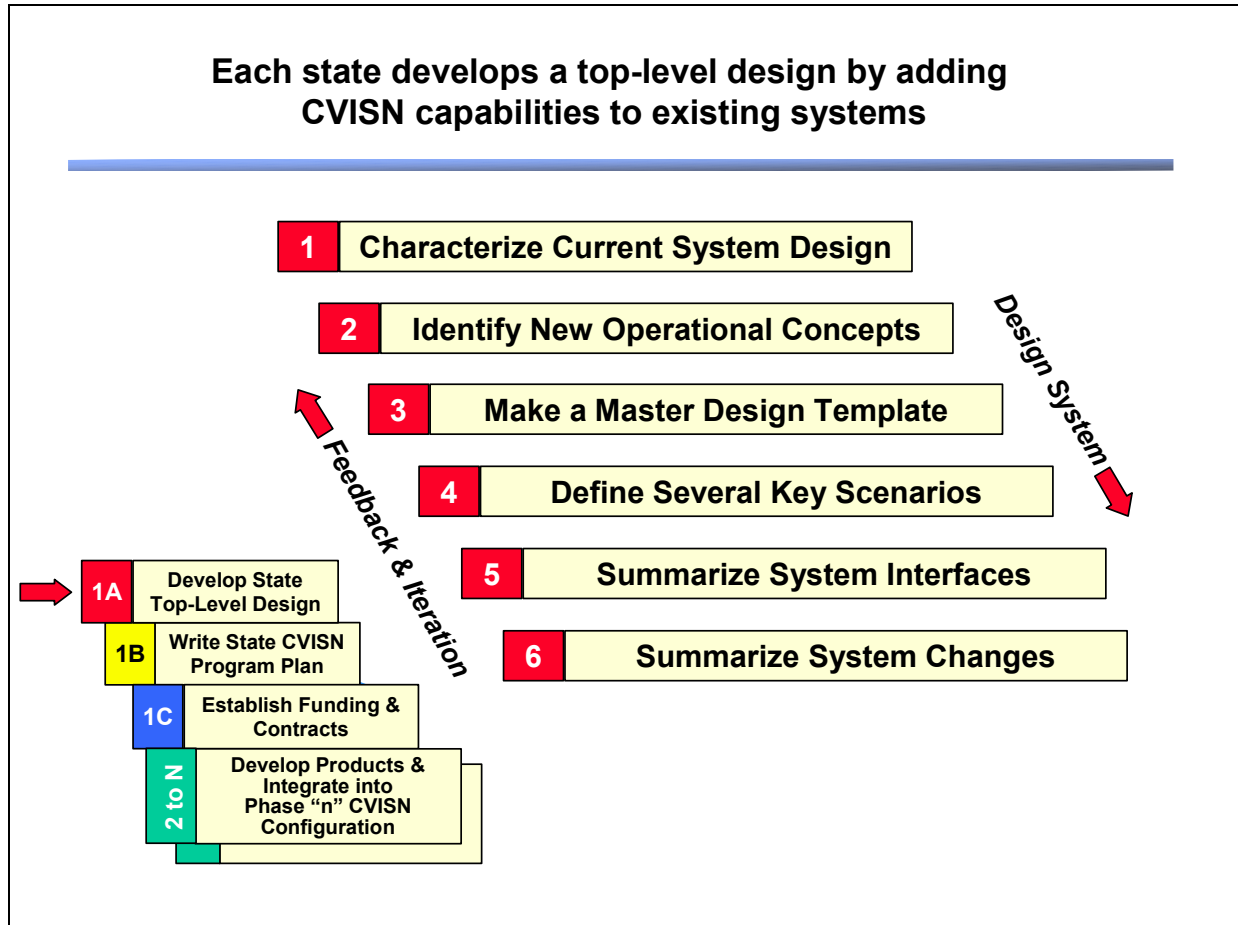 Each state develops a top-level design by adding
CVISN capabilities to existing systems
1 Characterize Current System Design
2 Identify New Operational Concepts
3 Make a Master Design Template
4 Define Several Key Scenarios
5 Summarize System Interfaces
6 Summarize System Changes
Design System
Feedback & Iteration
1A Develop State
Top-Level Design
1B Write State CVISN
Program Plan
1C Establish Funding &
Contracts
2 to N Develop Products &
Integrate into
Phase “n” CVISN
Configuration